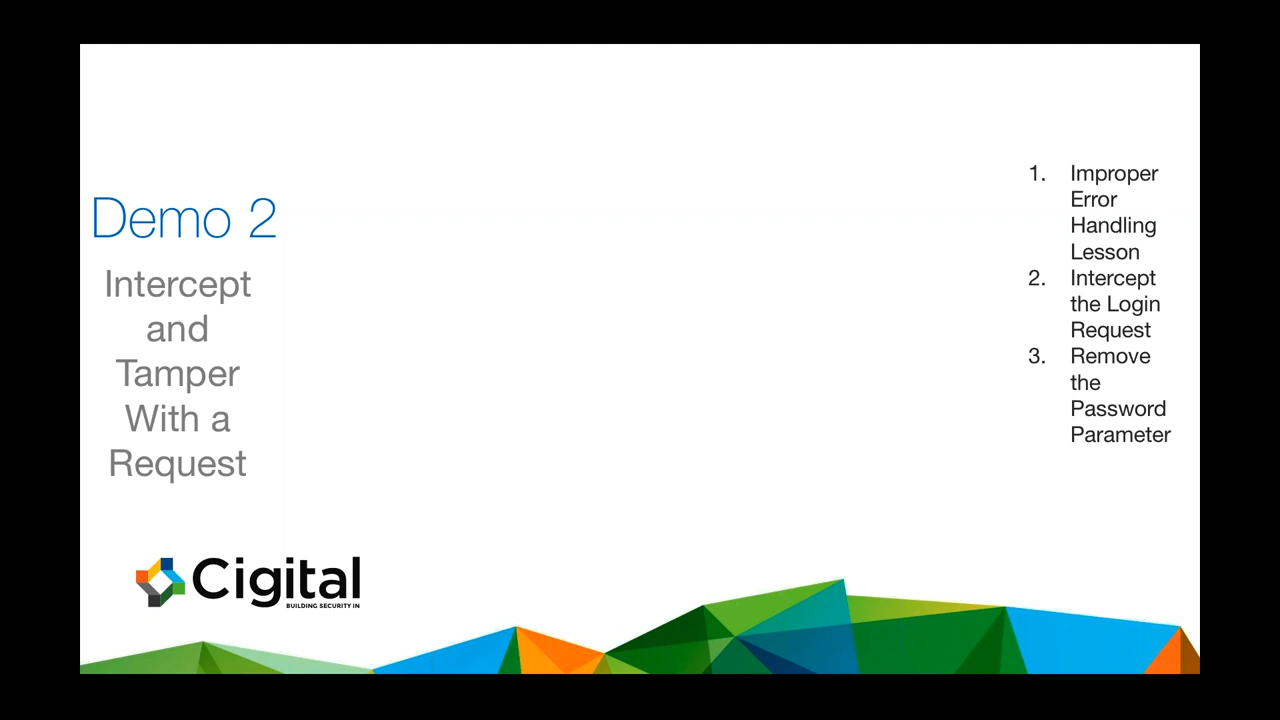 Demo 2
Intercept
and
Tamper
With a
Request
1. Improper
Error
Handling
Lesson
2. Intercept
the Login
Request
3. Remove
the
Password
Parameter
Cigital
BUILDING SECURITY IN